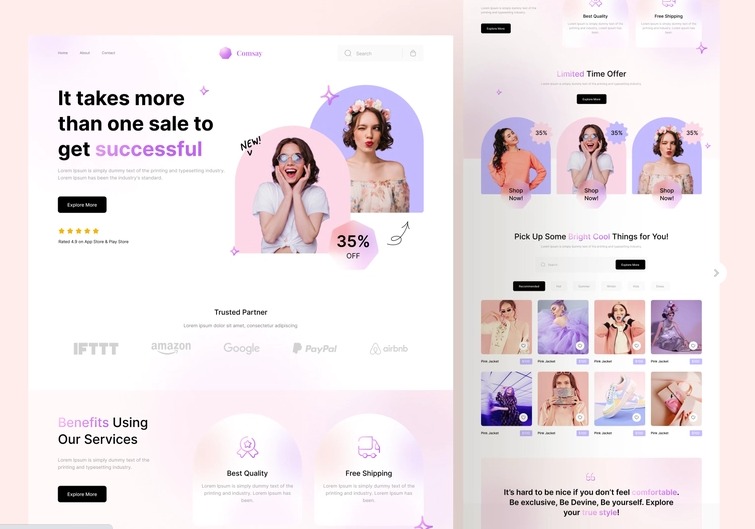 Home
About
Contact
Comsay
Search
It takes more
than one sale to
get successful
Lorem Ipsum is simply dummy text of the printing and typesetting industry.
Lorem Ipsum has been the industry's standard.
Explore More
Rated 4.9 on App Store & Play Store
NEW!
35%
OFF
Trusted Partner
Lorem ipsum dolor sit amet, consectetur adipiscing
IFTTT
amazon
Google
PayPal
airbnb
Benefits Using
Our Services
Lorem Ipsum is simply dummy text of the
printing and typesetting industry.
Explore More
Best Quality
Lorem Ipsum is simply dummy text of
the printing and typesetting
industry. Lorem Ipsum has
been.
Free Shipping
Lorem Ipsum is simply dummy text of
the printing and typesetting
industry. Lorem Ipsum has
been.
Explore More
Best Quality
Free Shipping
Limited Time Offer
Explore More
35%
35%
35%
Shop
Now!
Shop
Now!
Shop
Now!
Pick Up Some Bright Cool Things for You!
Explore More
Recommended
Pink Jacket
Pink Jacket
Pink Jacket
Pink Jacket
Pink Jacket
Pink Jacket
Pink Jacket
Pink Jacket
It's hard to be nice if you don't feel comfortable.
Be exclusive, Be Devine, Be yourself. Explore
your true style!